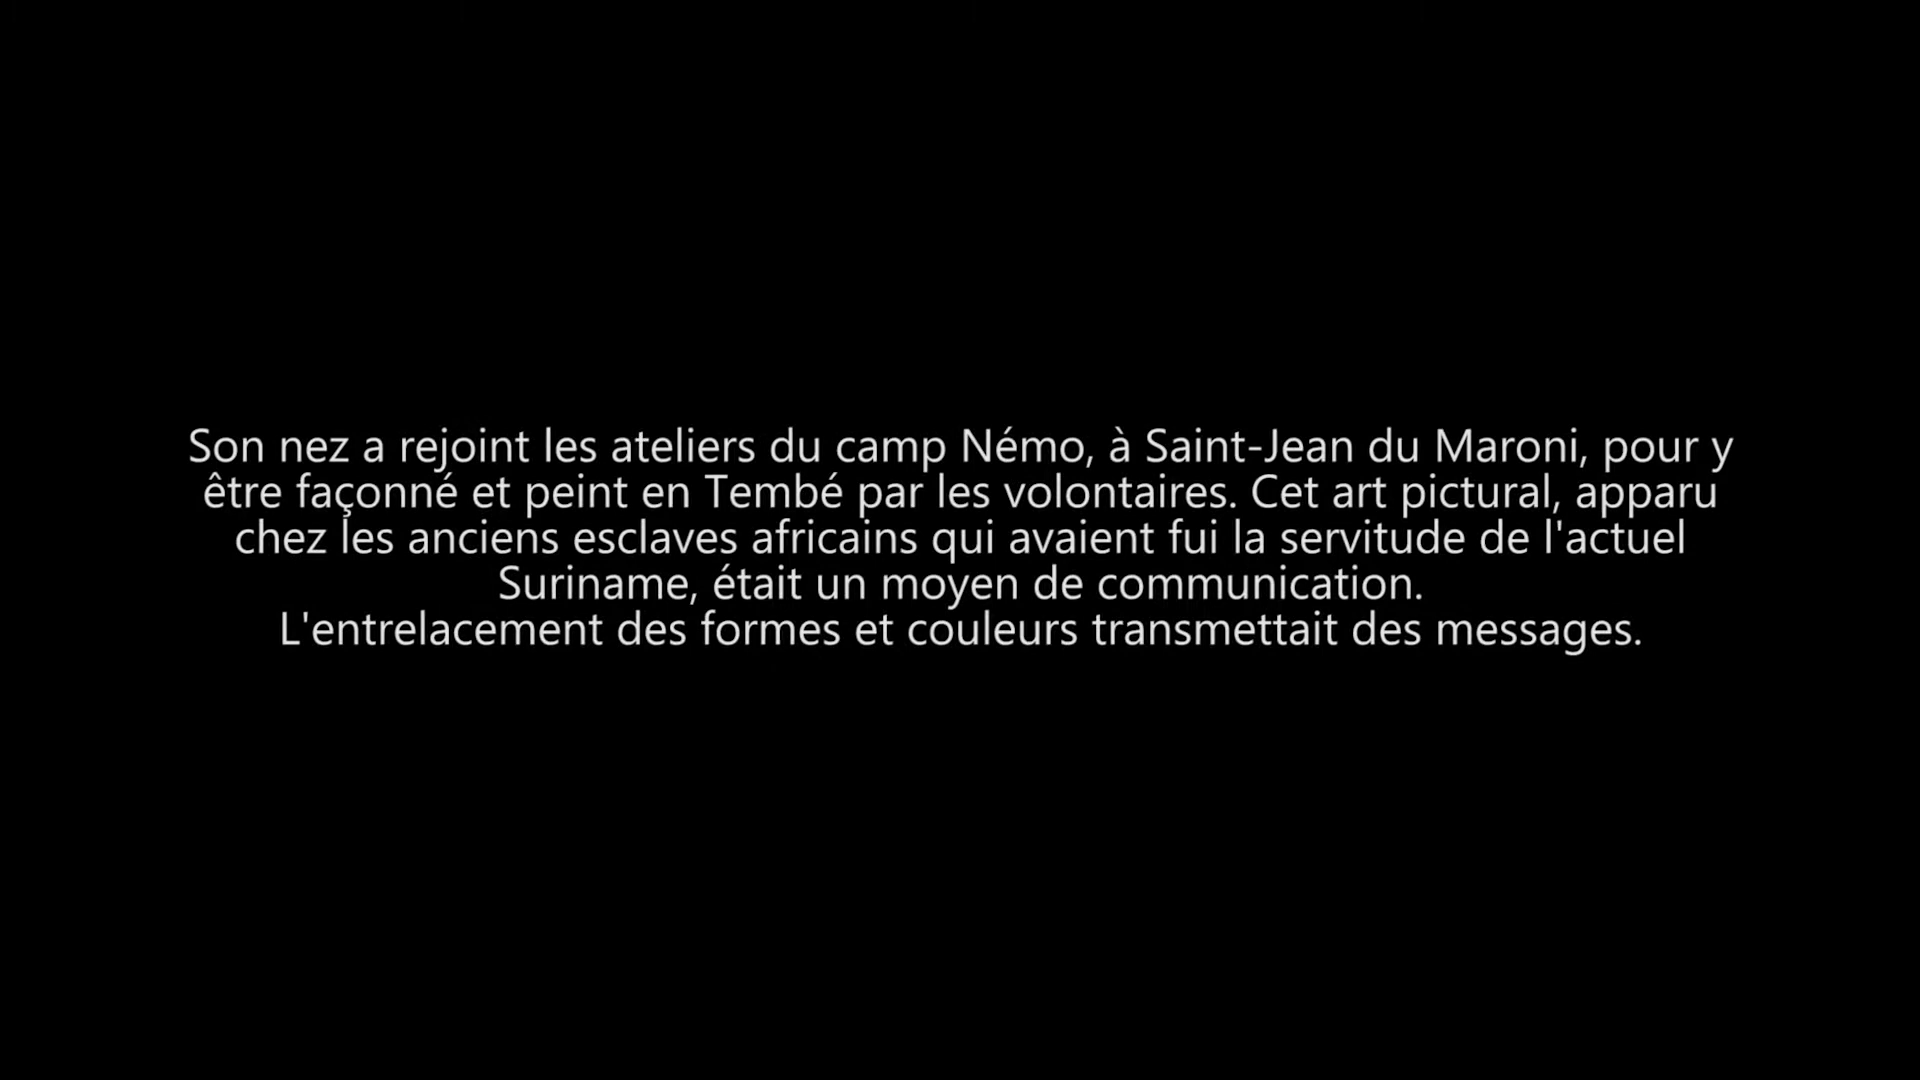 Son nez a rejoint les ateliers du camp Némo, à Saint-Jean du Maroni, pour y
être façonné et peint en Tembé par les volontaires. Cet art pictural, apparu
chez les anciens esclaves africains qui avaient fui la servitude de l'actuel
Suriname, était un moyen de communication.
L'entrelacement des formes et couleurs transmettait des messages.